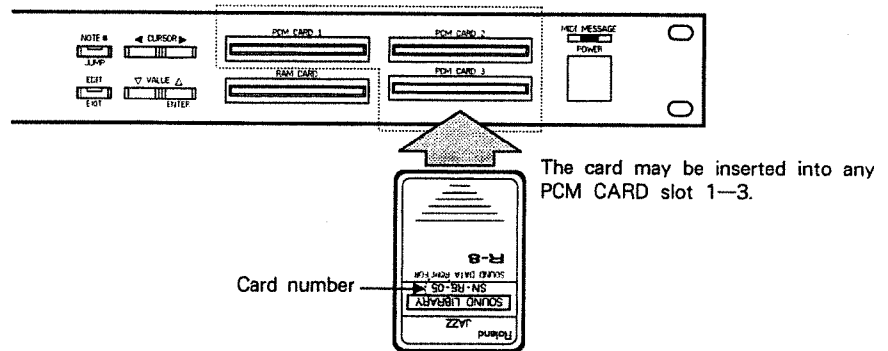 PCM CARD 1
PCM CARD 2
MIDI MESSAGE
NOTE #
◀ CURSOR ▶
POWER
JUMP
RAM CARD
PCM CARD 3
EDIT
▽ VALUE △
EXIT
ENTER
The card may be inserted into any
PCM CARD slot 1—3.
R-8
SOUND DATA ROM FOR
Card number
SN-R8-05
SOUND LIBRARY
JAZZ
Roland